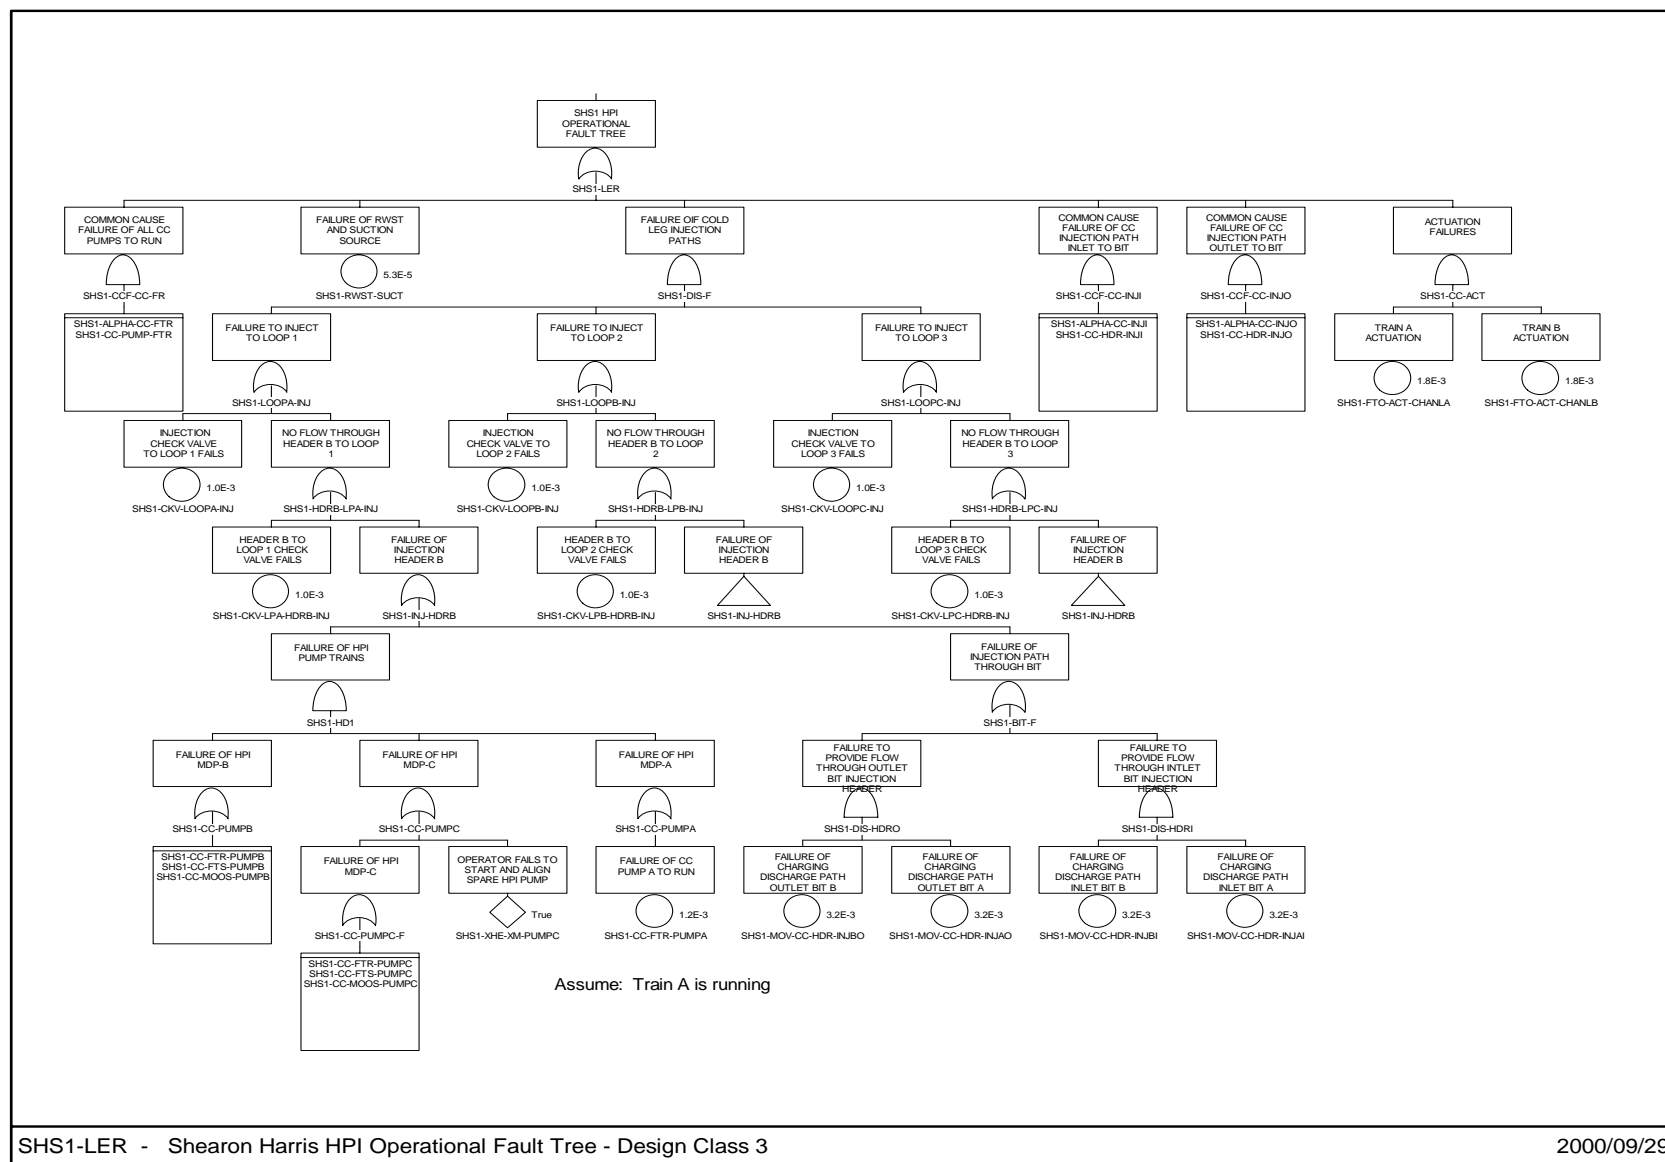 SHS1 HPI
OPERATIONAL
FAULT TREE
SHS1-LER
COMMON CAUSE
FAILURE OF ALL CC
PUMPS TO RUN
SHS1-CCF-CC-FR
SHS1-ALPHA-CC-FTR
SHS1-CC-PUMP-FTR
FAILURE OF RWST
AND SUCTION
SOURCE
5.3E-5
SHS1-RWST-SUCT
FAILURE OIF COLD
LEG INJECTION
PATHS
SHS1-DIS-F
COMMON CAUSE
FAILURE OF CC
INJECTION PATH
INLET TO BIT
SHS1-CCF-CC-INJI
SHS1-ALPHA-CC-INJI
SHS1-CC-HDR-INJI
COMMON CAUSE
FAILURE OF CC
INJECTION PATH
OUTLET TO BIT
SHS1-CCF-CC-INJO
SHS1-ALPHA-CC-INJO
SHS1-CC-HDR-INJO
ACTUATION
FAILURES
SHS1-CC-ACT
TRAIN A
ACTUATION
1.8E-3
SHS1-FTO-ACT-CHANLA
TRAIN B
ACTUATION
1.8E-3
SHS1-FTO-ACT-CHANLB
FAILURE TO INJECT
TO LOOP 1
SHS1-LOOPA-INJ
FAILURE TO INJECT
TO LOOP 2
SHS1-LOOPB-INJ
FAILURE TO INJECT
TO LOOP 3
SHS1-LOOPC-INJ
INJECTION
CHECK VALVE
TO LOOP 1 FAILS
1.0E-3
SHS1-CKV-LOOPA-INJ
NO FLOW THROUGH
HEADER B TO LOOP
1
SHS1-HDRB-LPA-INJ
INJECTION
CHECK VALVE TO
LOOP 2 FAILS
1.0E-3
SHS1-CKV-LOOPB-INJ
NO FLOW THROUGH
HEADER B TO LOOP
2
SHS1-HDRB-LPB-INJ
INJECTION
CHECK VALVE TO
LOOP 3 FAILS
1.0E-3
SHS1-CKV-LOOPC-INJ
NO FLOW THROUGH
HEADER B TO LOOP
3
SHS1-HDRB-LPC-INJ
HEADER B TO
LOOP 1 CHECK
VALVE FAILS
1.0E-3
SHS1-CKV-LPA-HDRB-INJ
FAILURE OF
INJECTION
HEADER B
SHS1-INJ-HDRB
HEADER B TO
LOOP 2 CHECK
VALVE FAILS
1.0E-3
SHS1-CKV-LPB-HDRB-INJ
FAILURE OF
INJECTION
HEADER B
SHS1-INJ-HDRB
HEADER B TO
LOOP 3 CHECK
VALVE FAILS
1.0E-3
SHS1-CKV-LPC-HDRB-INJ
FAILURE OF
INJECTION
HEADER B
SHS1-INJ-HDRB
FAILURE OF HPI
PUMP TRAINS
SHS1-HD1
FAILURE OF
INJECTION PATH
THROUGH BIT
SHS1-BIT-F
FAILURE OF HPI
MDP-B
SHS1-CC-PUMPB
SHS1-CC-FTR-PUMPB
SHS1-CC-FTS-PUMPB
SHS1-CC-MOOS-PUMPB
FAILURE OF HPI
MDP-C
SHS1-CC-PUMPC
FAILURE OF HPI
MDP-A
SHS1-CC-PUMPA
FAILURE TO
PROVIDE FLOW
THROUGH OUTLET
BIT INJECTION
HEADER
SHS1-DIS-HDRO
FAILURE TO
PROVIDE FLOW
THROUGH INTLET
BIT INJECTION
HEADER
SHS1-DIS-HDRI
FAILURE OF HPI
MDP-C
SHS1-CC-PUMPC-F
SHS1-CC-FTR-PUMPC
SHS1-CC-FTS-PUMPC
SHS1-CC-MOOS-PUMPC
OPERATOR FAILS TO
START AND ALIGN
SPARE HPI PUMP
True
SHS1-XHE-XM-PUMPC
FAILURE OF CC
PUMP A TO RUN
1.2E-3
SHS1-CC-FTR-PUMPA
FAILURE OF
CHARGING
DISCHARGE PATH
OUTLET BIT B
3.2E-3
SHS1-MOV-CC-HDR-INJBO
FAILURE OF
CHARGING
DISCHARGE PATH
OUTLET BIT A
3.2E-3
SHS1-MOV-CC-HDR-INJAO
FAILURE OF
CHARGING
DISCHARGE PATH
INLET BIT B
3.2E-3
SHS1-MOV-CC-HDR-INJBI
FAILURE OF
CHARGING
DISCHARGE PATH
INLET BIT A
3.2E-3
SHS1-MOV-CC-HDR-INJAI
Assume: Train A is running
SHS1-LER - Shearon Harris HPI Operational Fault Tree - Design Class 3
2000/09/29